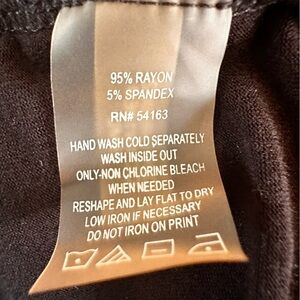 95% RAYON
5% SPANDEX
RN# 54163
HAND WASH COLD SEPARATELY
WASH INSIDE OUT
ONLY-NON CHLORINE BLEACH
WHEN NEEDED
RESHAPE AND LAY FLAT TO DRY
LOW IRON IF NECESSARY
DO NOT IRON ON PRINT